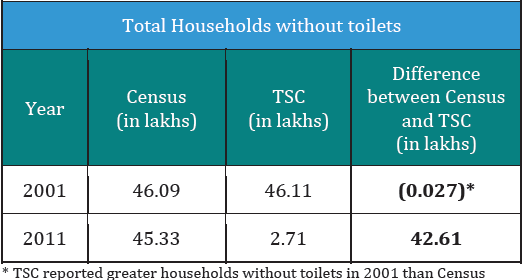 Total Households without toilets
Year
Census
(in lakhs)
TSC
(in lakhs)
Difference
between Census
and TSC
(in lakhs)
2001 46.09 46.11 (0.027)*
2011 45.33 2.71 42.61
* TSC reported greater households without toilets in 2001 than Census